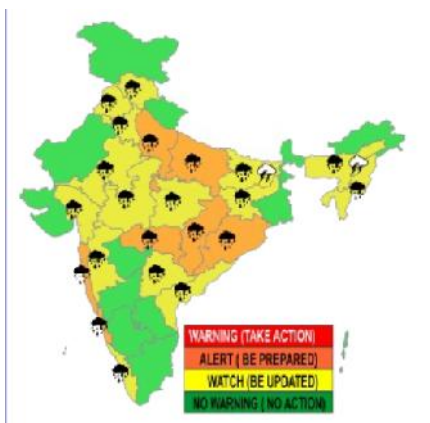 WARNING (TAKE ACTION)
ALERT ( BE PREPARED)
WATCH (BE UPDATED)
NO WARNING ( NO ACTION)